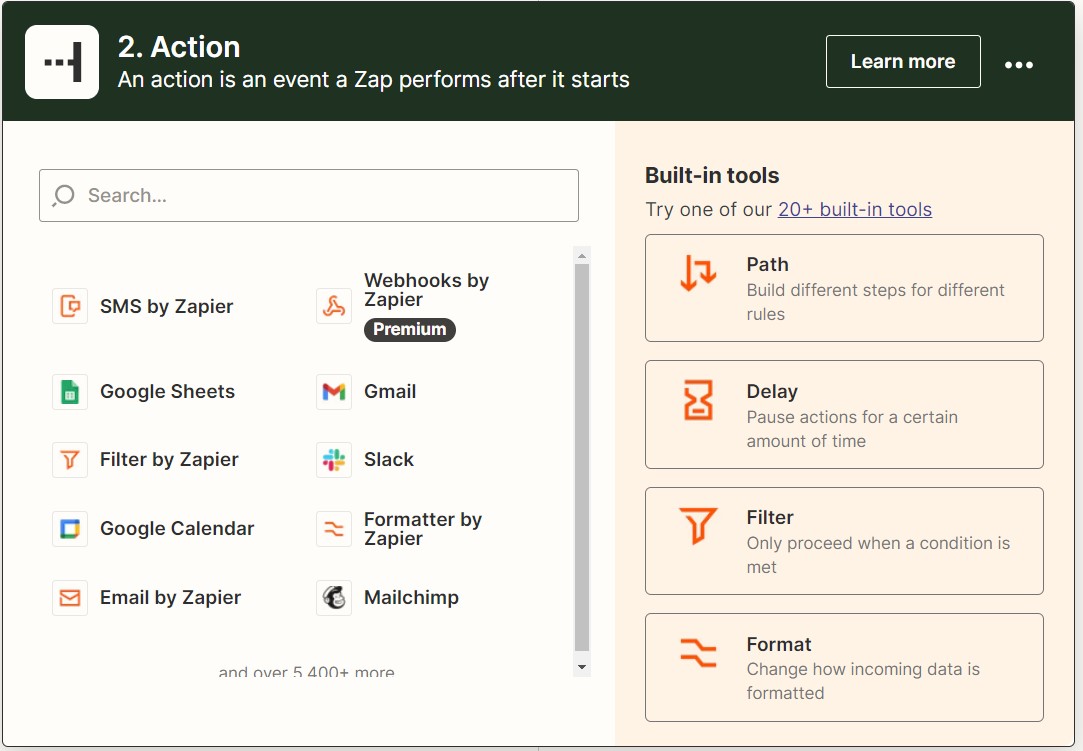 2. Action
An action is an event a Zap performs after it starts
Learn more
Search...
SMS by Zapier
Webhooks by
Zapier
Premium
Google Sheets
Gmail
Filter by Zapier
Slack
Google Calendar
Formatter by
Zapier
Email by Zapier
Mailchimp
and over 5,400+ more
Built-in tools
Try one of our 20+ built-in tools
Path
Build different steps for different
rules
Delay
Pause actions for a certain
amount of time
Filter
Only proceed when a condition is
met
Format
Change how incoming data is
formatted